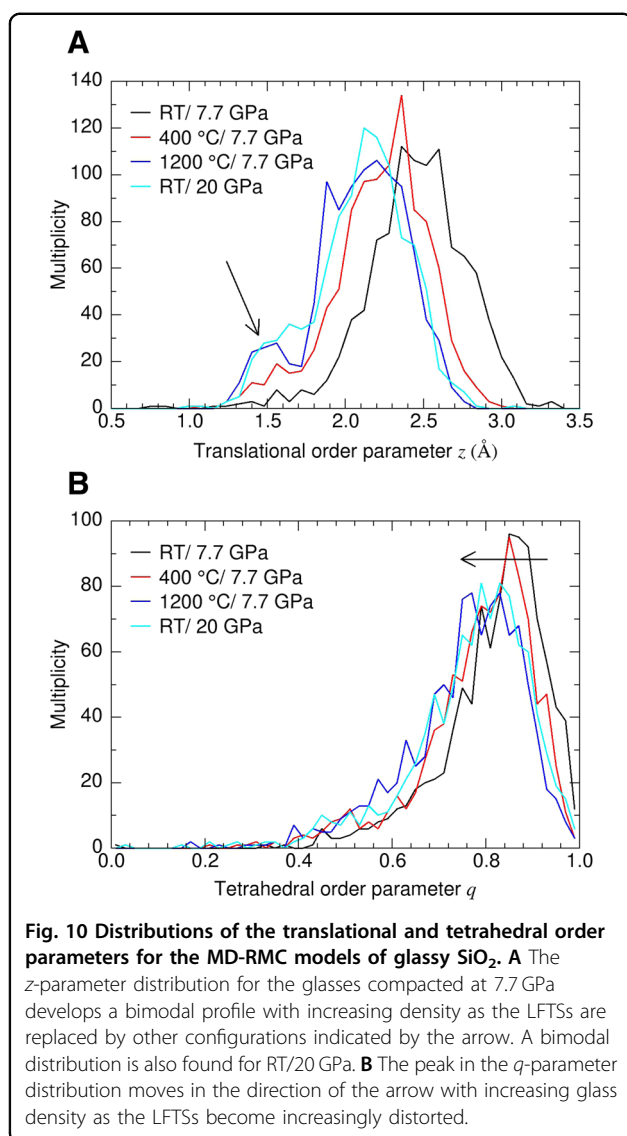 A
140
120
100
80
60
40
20
0
Multiplicity
RT/ 7.7 GPa
400 °C/ 7.7 GPa
1200 °C/ 7.7 GPa
RT/ 20 GPa
0.5 1.0 1.5 2.0 2.5 3.0 3.5
Translational order parameter z (Å)
B
100
80
60
40
20
0
Multiplicity
RT/ 7.7 GPa
400 °C/ 7.7 GPa
1200 °C/ 7.7 GPa
RT/ 20 GPa
0.0 0.2 0.4 0.6 0.8 1.0
Tetrahedral order parameter q
Fig. 10 Distributions of the translational and tetrahedral order
parameters for the MD-RMC models of glassy SiO₂. A The
z-parameter distribution for the glasses compacted at 7.7 GPa
develops a bimodal profile with increasing density as the LFTSs are
replaced by other configurations indicated by the arrow. A bimodal
distribution is also found for RT/20 GPa. B The peak in the q-parameter
distribution moves in the direction of the arrow with increasing glass
density as the LFTSs become increasingly distorted.